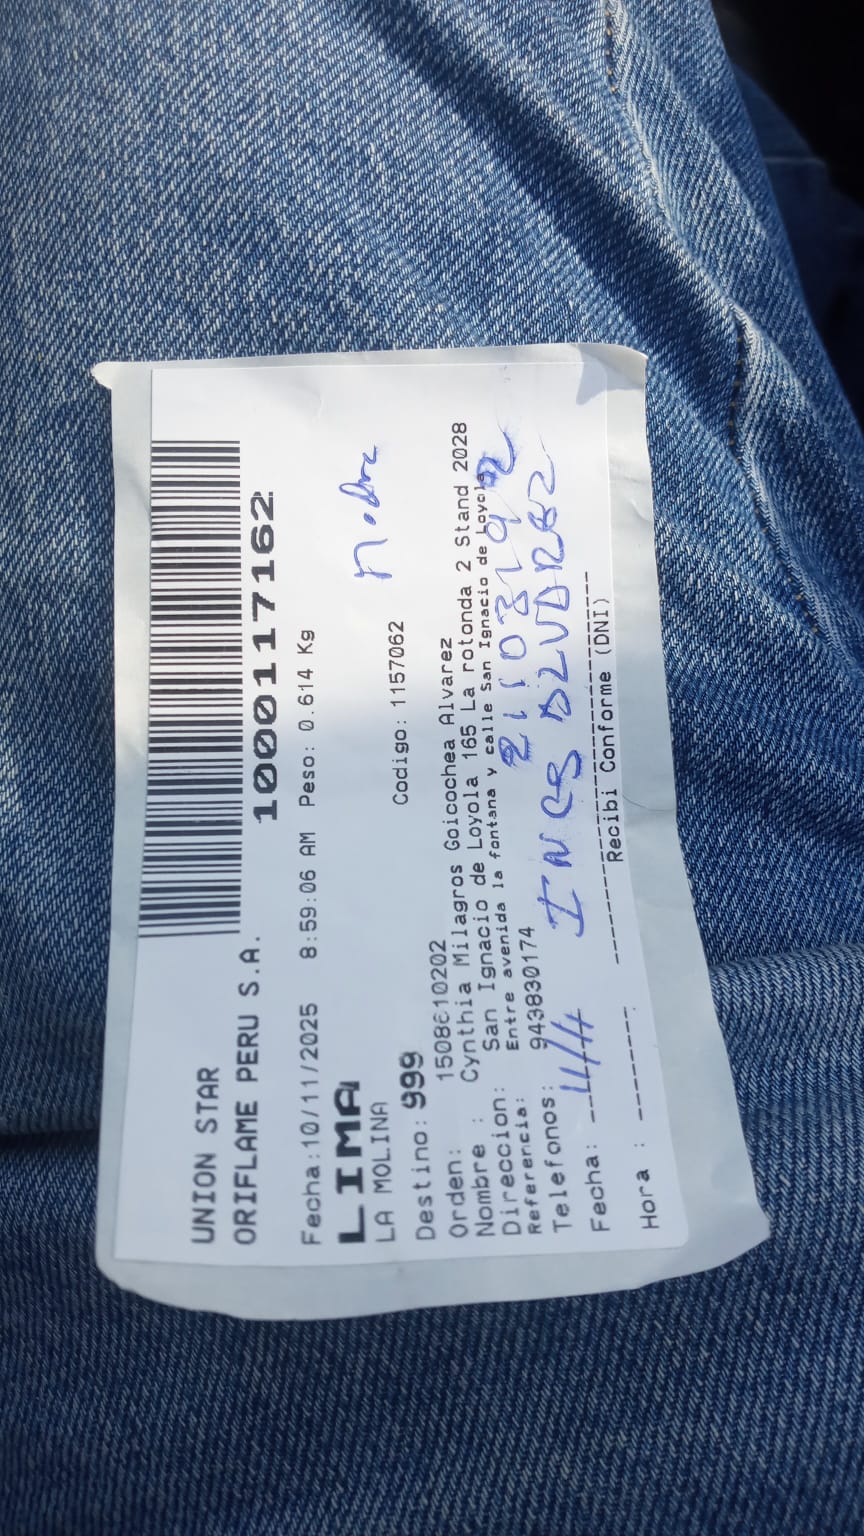 UNION STAR
ORIFLAME PERU S.A.
1000117162
Fecha:10/11/2025 8:59:06 AM Peso: 0.614 Kg
LIMA
LA MOLINA
Destino: 999 Codigo: 1157062
Orden: 1508610202
Nombre : Cynthia Milagros Goicochea Alvarez
Direccion: San Ignacio de Loyola 165 La rotonda 2 Stand 2028
Referencia: Entre avenida la fontana y calle San Ignacio de Loyola
Telefonos: 943830174
Fecha: 11/11
Hora : Recibi Conforme (DNI)